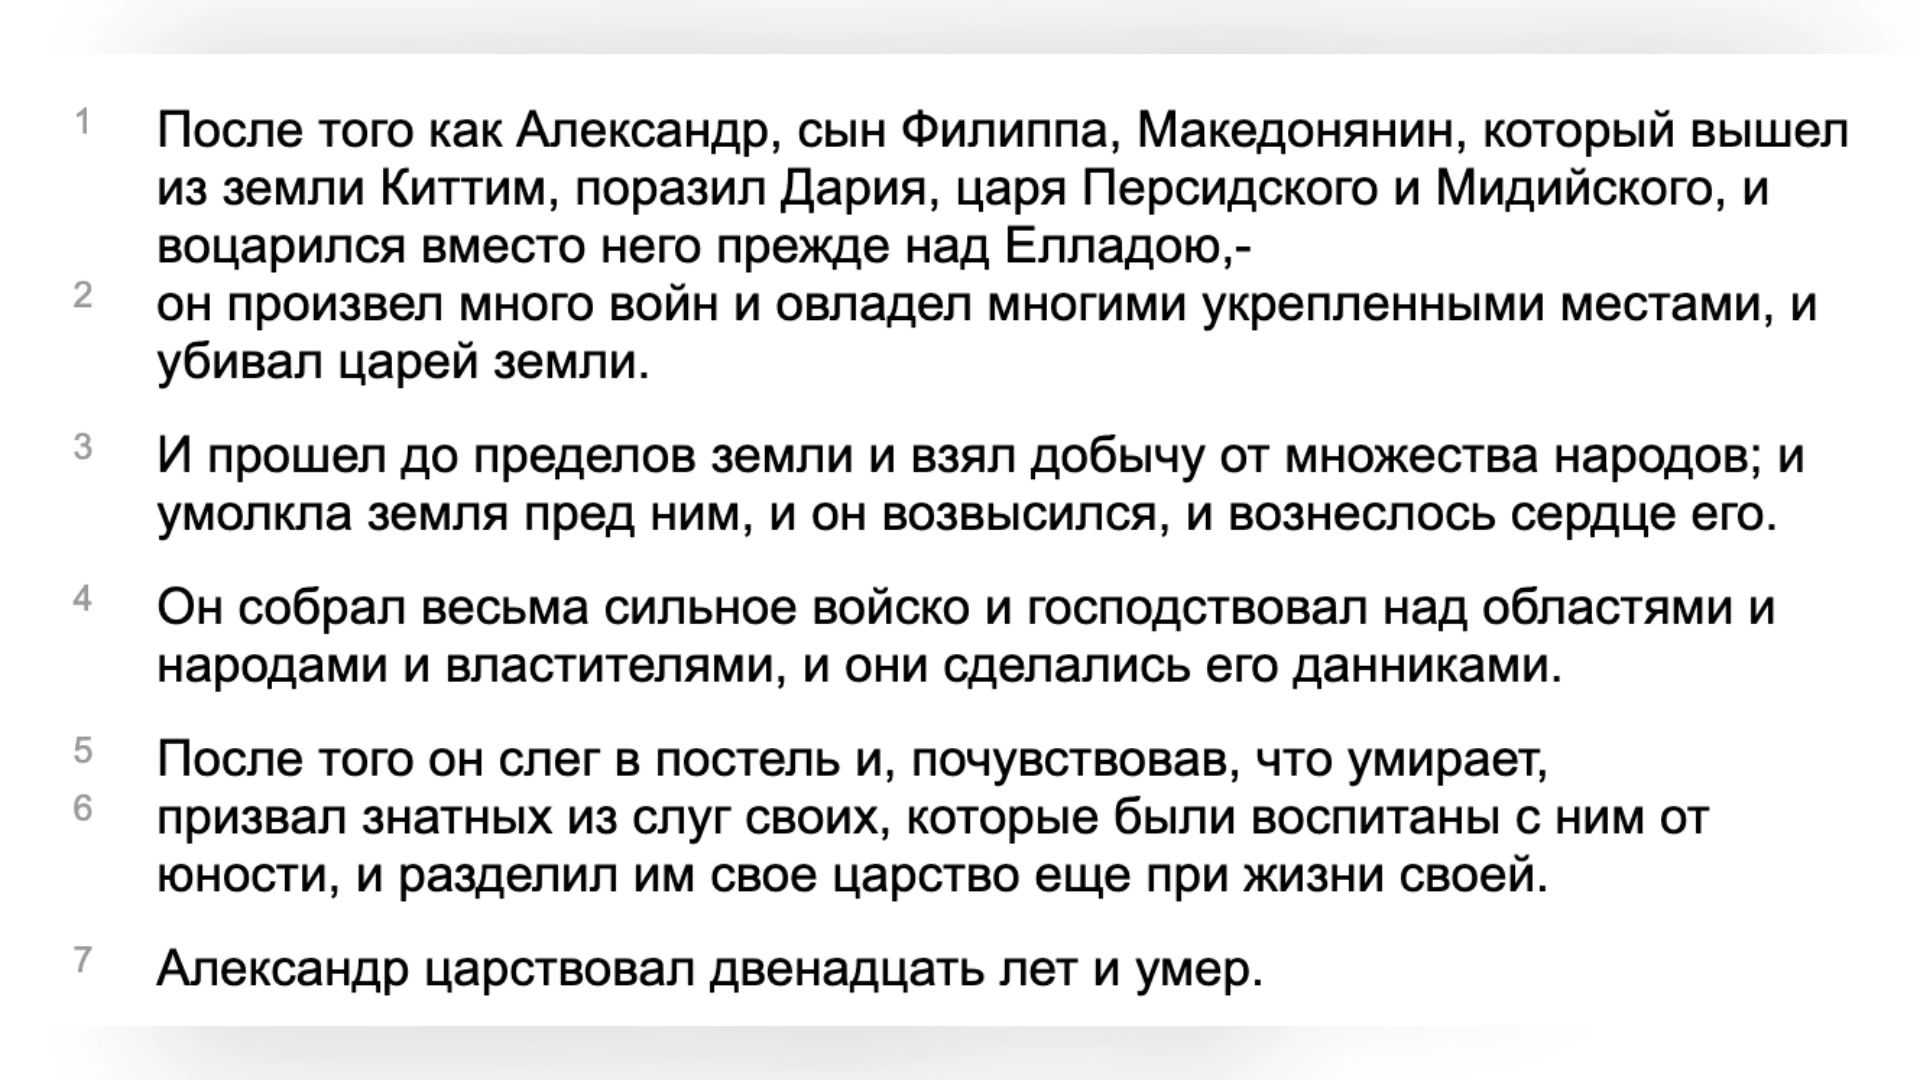 1 После того как Александр, сын Филиппа, Македонянин, который вышел
из земли Киттим, поразил Дария, царя Персидского и Мидийского, и
воцарился вместо него прежде над Елладою,-
2 он произвел много войн и овладел многими укрепленными местами, и
убивал царей земли.
3 И прошел до пределов земли и взял добычу от множества народов; и
умолкла земля пред ним, и он возвысился, и вознеслось сердце его.
4 Он собрал весьма сильное войско и господствовал над областями и
народами и властителями, и они сделались его данниками.
5 После того он слег в постель и, почувствовав, что умирает,
6 призвал знатных из слуг своих, которые были воспитаны с ним от
юности, и разделил им свое царство еще при жизни своей.
7 Александр царствовал двенадцать лет и умер.